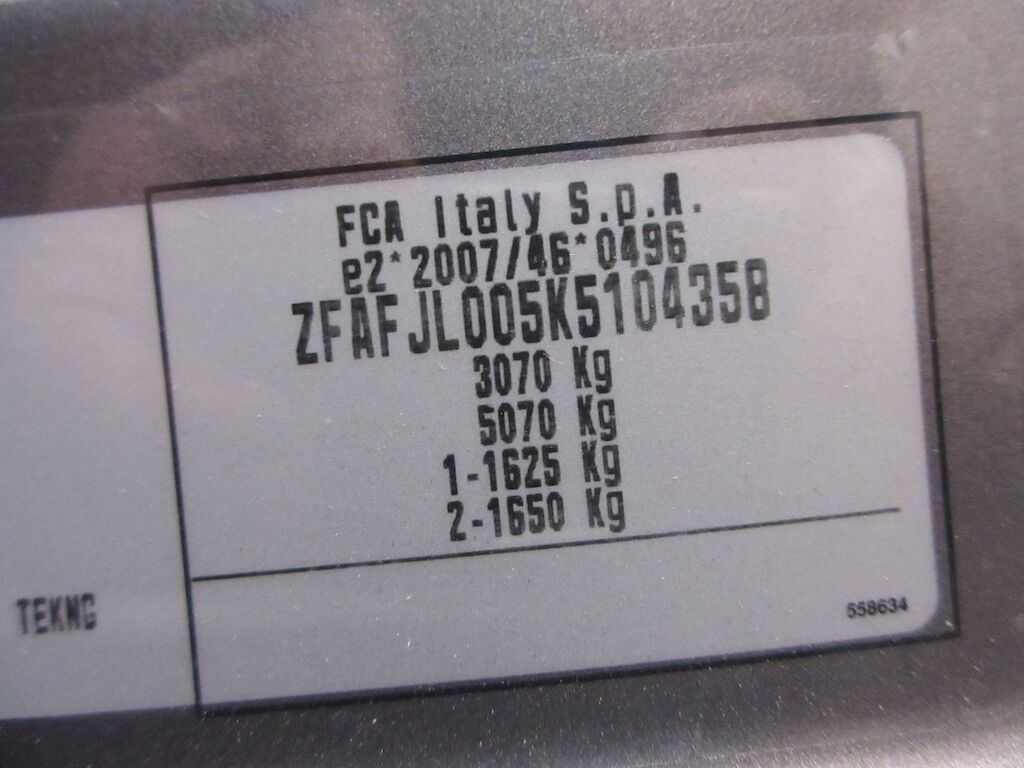 FCA Italy S.p.A.
e2*2007/46*0496
ZFAFJL005K5104358
3070 Kg
5070 Kg
1-1625 Kg
2-1650 Kg
TEKNG
558634